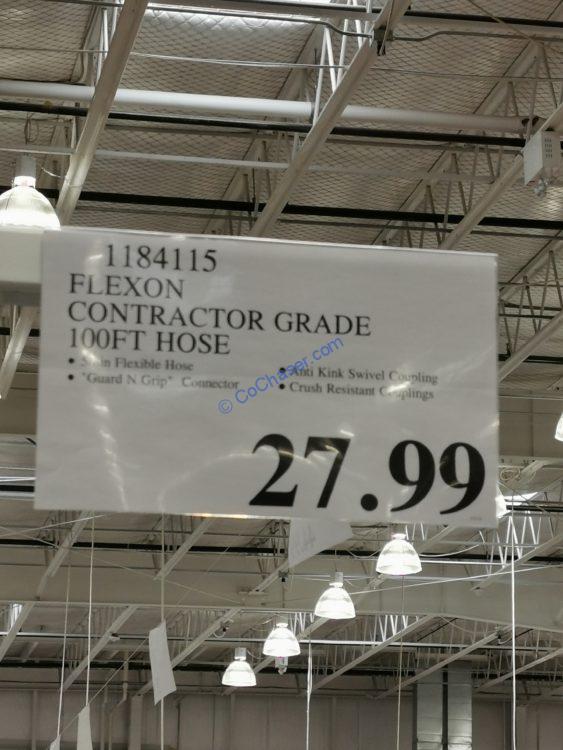 1184115
FLEXON
CONTRACTOR GRADE
100FT HOSE
• in Flexible Hose
• "Guard N Grip" Connector
• Anti Kink Swivel Coupling
• Crush Resistant Couplings
© CoChaser.com
27.99